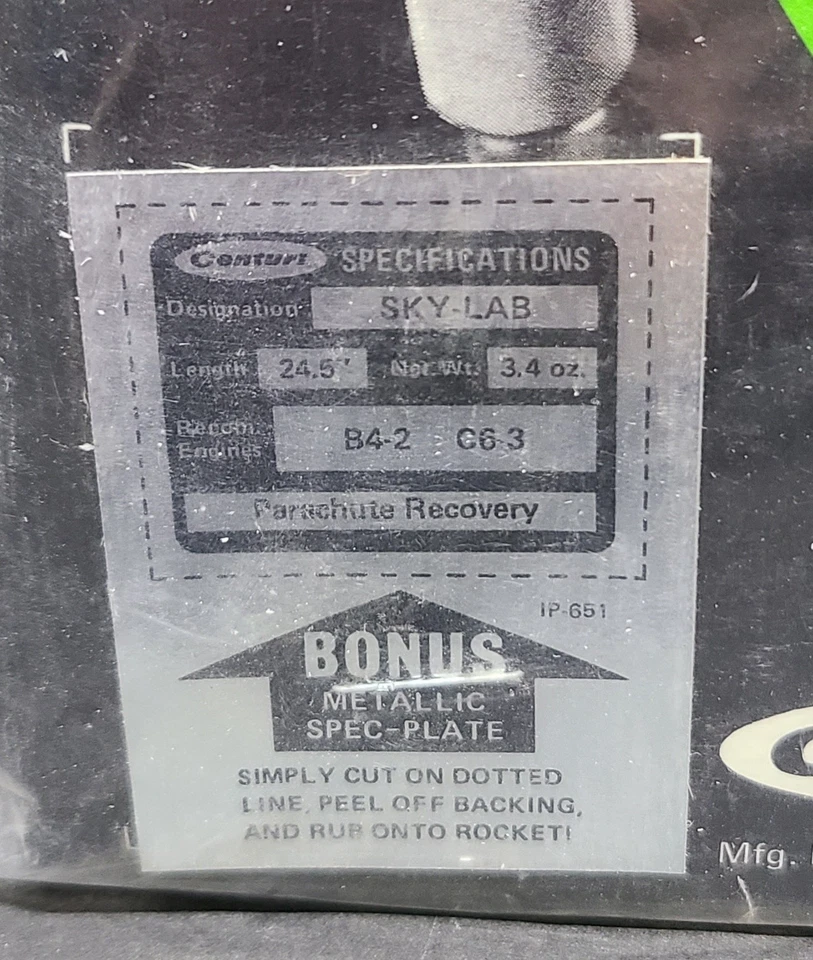 Centuri SPECIFICATIONS
Designation SKY-LAB
Length 24.5" Net Wt. 3.4 oz.
Recom. Engines B4-2 C6-3
Parachute Recovery
IP-651
BONUS
METALLIC
SPEC-PLATE
SIMPLY CUT ON DOTTED
LINE, PEEL OFF BACKING,
AND RUB ONTO ROCKET!
Mfg.